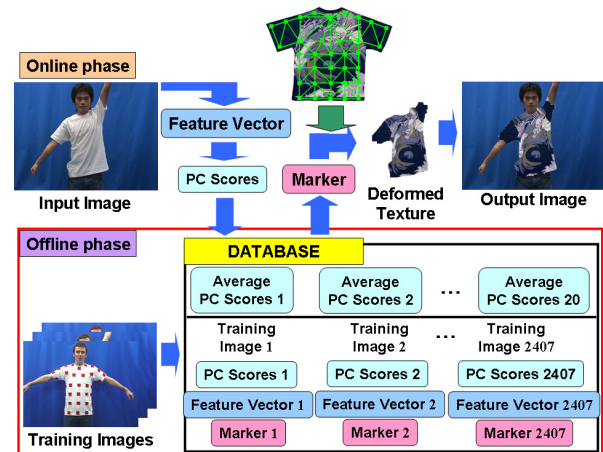 Online phase
Feature Vector
PC Scores
Marker
Input Image
Deformed
Texture
Output Image
Offline phase
DATABASE
Average
PC Scores 1
Average
PC Scores 2
...
Average
PC Scores 20
Training
Image 1
Training
Image 2
...
Training
Image 2407
PC Scores 1
PC Scores 2
PC Scores 2407
Feature Vector 1
Feature Vector 2
Feature Vector 2407
Marker 1
Marker 2
Marker 2407
Training Images